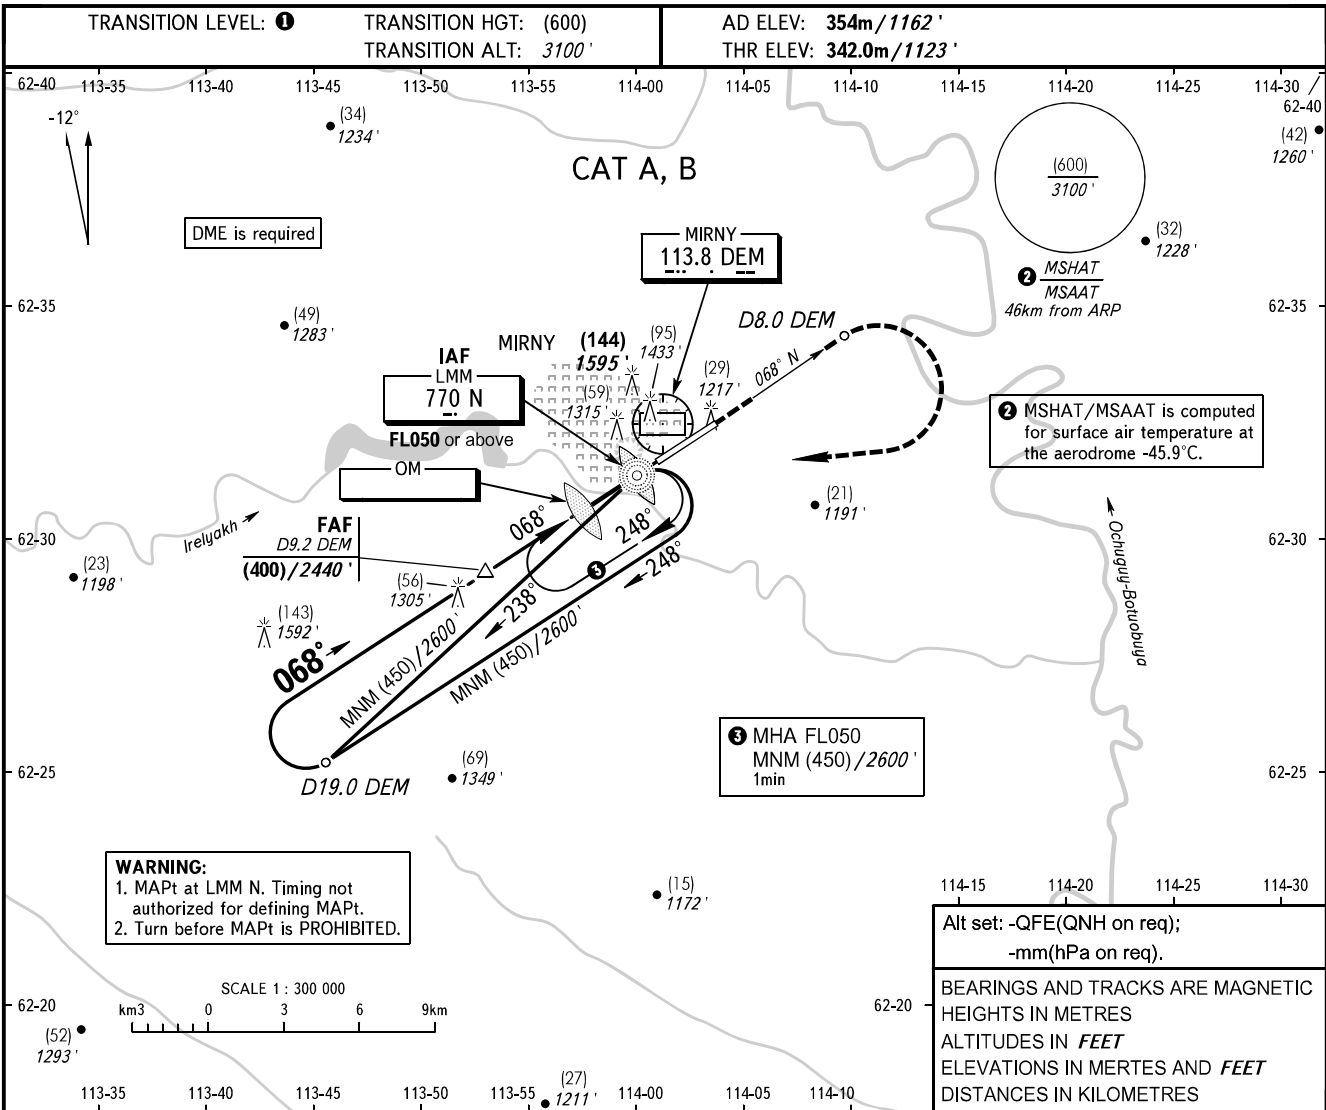 TRANSITION LEVEL: ❶ TRANSITION HGT: (600)
TRANSITION ALT: 3100 '
AD ELEV: 354m/1162 '
THR ELEV: 342.0m/1123 '
62-40 113-35 113-40 113-45 113-50 113-55 114-00 114-05 114-10 114-15 114-20 114-25 114-30 /
62-40
-12°
(34)
1234 '
(42)
1260 '
CAT A, B
(600)
3100 '
DME is required
MIRNY
113.8 DEM
(32)
1228 '
❷ MSHAT
MSAAT
46km from ARP
62-35
62-35
(49)
1283 '
D8.0 DEM
MIRNY
(144)
1595 '
(95)
1433 '
068° N
(29)
1217 '
(59)
1315 '
IAF
LMM
770 N
FL050 or above
❷ MSHAT/MSAAT is computed
for surface air temperature at
the aerodrome -45.9°C.
OM
(21)
1191 '
Irelyakh
Ochuguy-Botuobuya
FAF
D9.2 DEM
(400)/2440 '
068°
248°
248°
62-30
62-30
(23)
1198 '
❸
(56)
1305 '
238°
(143)
1592 '
068°
MNM (450)/2600 '
MNM (450)/2600 '
❸ MHA FL050
MNM (450)/2600 '
1min
62-25
62-25
(69)
1349 '
D19.0 DEM
WARNING:
1. MAPt at LMM N. Timing not
authorized for defining MAPt.
2. Turn before MAPt is PROHIBITED.
(15)
1172 '
114-15 114-20 114-25 114-30
Alt set: -QFE(QNH on req);
-mm(hPa on req).
SCALE 1 : 300 000
km3 0 3 6 9km
62-20
62-20
BEARINGS AND TRACKS ARE MAGNETIC
HEIGHTS IN METRES
ALTITUDES IN FEET
ELEVATIONS IN MERTES AND FEET
DISTANCES IN KILOMETRES
(52)
1293 '
(27)
1211 '
113-35 113-40 113-45 113-50 113-55 114-00 114-05 114-10